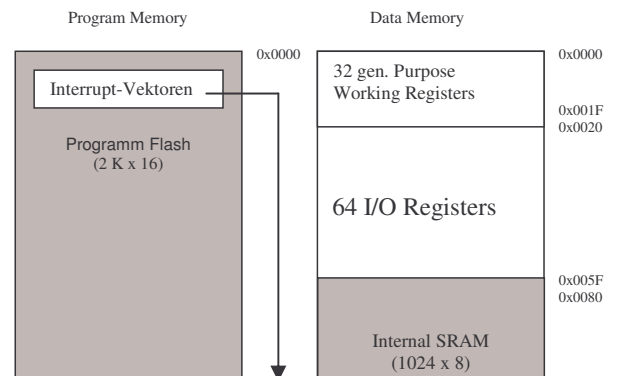 Program Memory
Data Memory
0x0000
Interrupt-Vektoren
Programm Flash
(2 K x 16)
0x0000
32 gen. Purpose
Working Registers
0x001F
0x0020
64 I/O Registers
0x005F
0x0080
Internal SRAM
(1024 x 8)